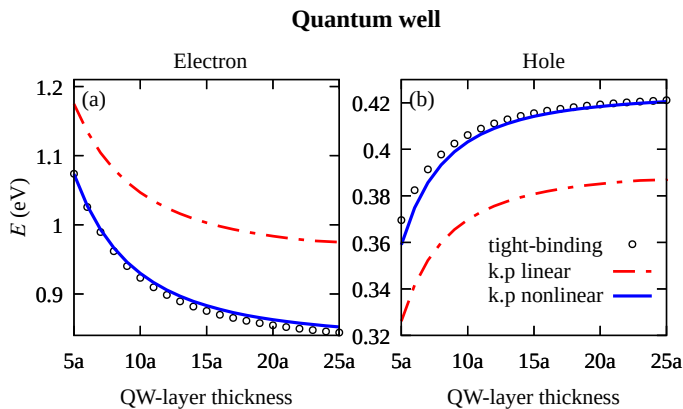 Quantum well
Electron
Hole
E (eV)
1.2
1.1
1
0.9
(a)
5a 10a 15a 20a 25a
QW-layer thickness
0.42
0.4
0.38
0.36
0.34
0.32
(b)
tight-binding
k.p linear
k.p nonlinear
5a 10a 15a 20a 25a
QW-layer thickness